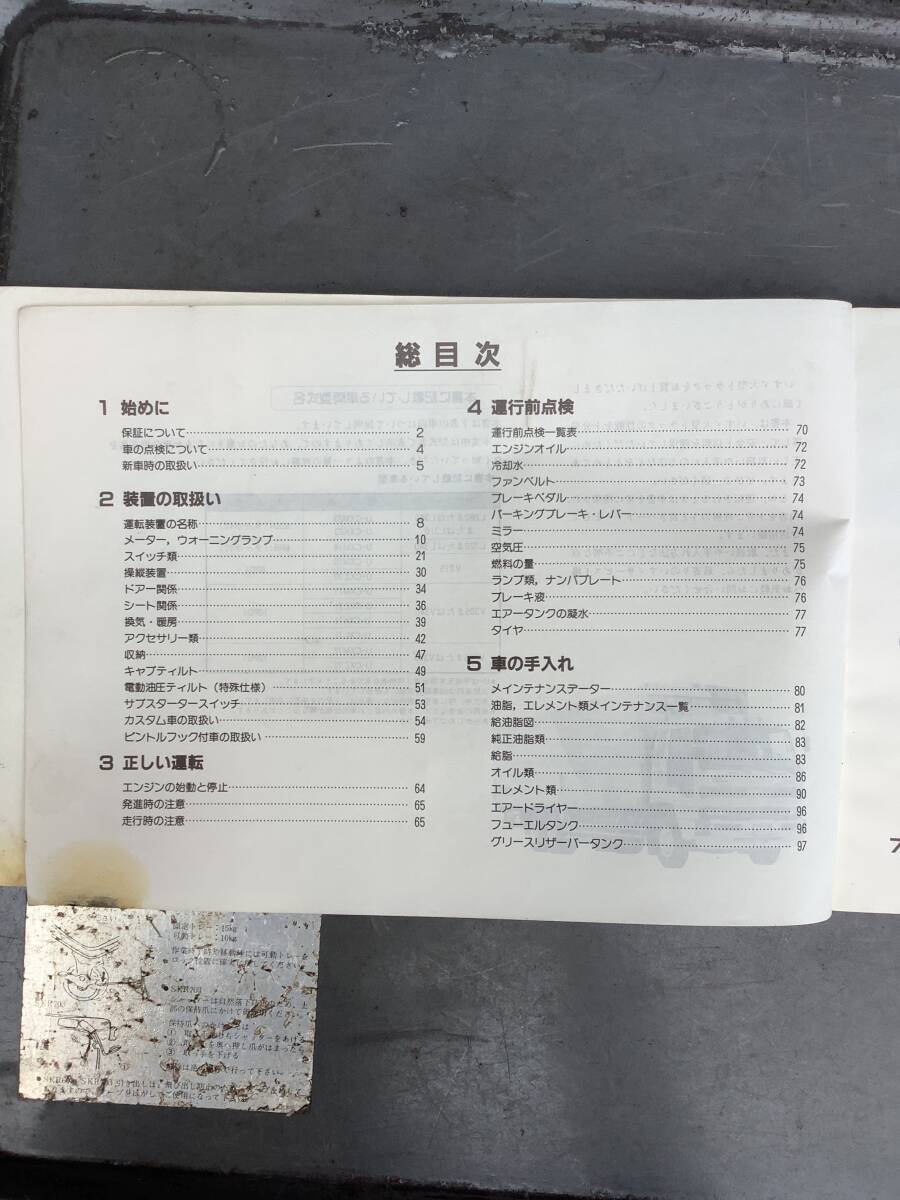 総目次
1 始めに
保証について 2
車の点検について 4
新車時の取扱い 5
2 装置の取扱い
運転装置の名称 8
メーター，ウォーニングランプ 10
スイッチ類 21
操縦装置 30
ドアー関係 34
シート関係 36
換気・暖房 39
アクセサリー類 42
収納 47
キャブティルト 49
電動油圧ティルト（特殊仕様） 51
サブスタータースイッチ 53
カスタム車の取扱い 54
ピントルフック付車の取扱い 59
3 正しい運転
エンジンの始動と停止 64
発進時の注意 65
走行時の注意 65
4 運行前点検
運行前点検一覧表 70
エンジンオイル 72
冷却水 72
ファンベルト 73
ブレーキペダル 74
パーキングブレーキ・レバー 74
ミラー 74
空気圧 75
燃料の量 75
ランプ類，ナンバプレート 76
ブレーキ液 76
エアータンクの凝水 77
タイヤ 77
5 車の手入れ
メインテナンスデーター 80
油脂，エレメント類メインテナンス一覧 81
給油脂図 82
純正油脂類 83
給脂 83
オイル類 86
エレメント類 90
エアードライヤー 96
フューエルタンク 96
グリースリザーバータンク 97
15kg
可動トレー：10kg
● SKR703
③ 取っ手を下げる